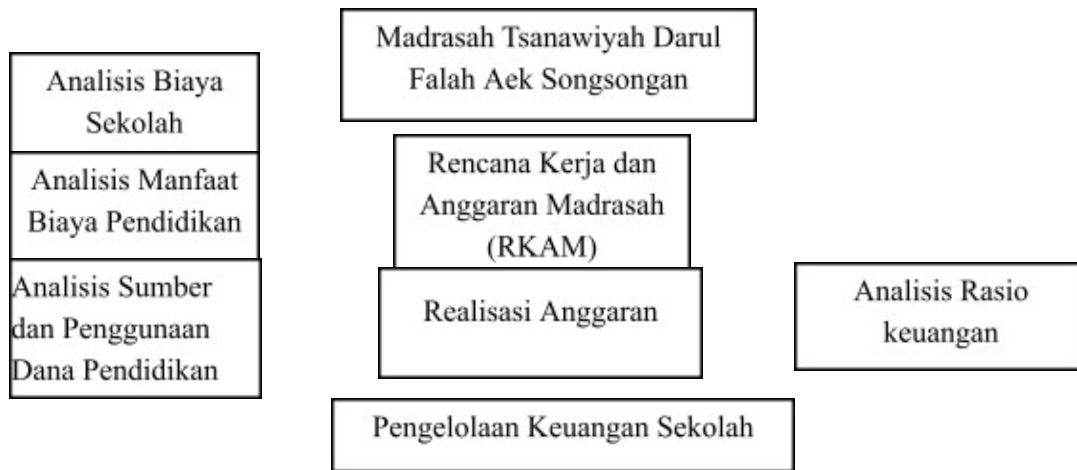 Madrasah Tsanawiyah Darul
Falah Aek Songsongan
Analisis Biaya
Sekolah
Analisis Manfaat
Biaya Pendidikan
Analisis Sumber
dan Penggunaan
Dana Pendidikan
Rencana Kerja dan
Anggaran Madrasah
(RKAM)
Realisasi Anggaran
Analisis Rasio
keuangan
Pengelolaan Keuangan Sekolah